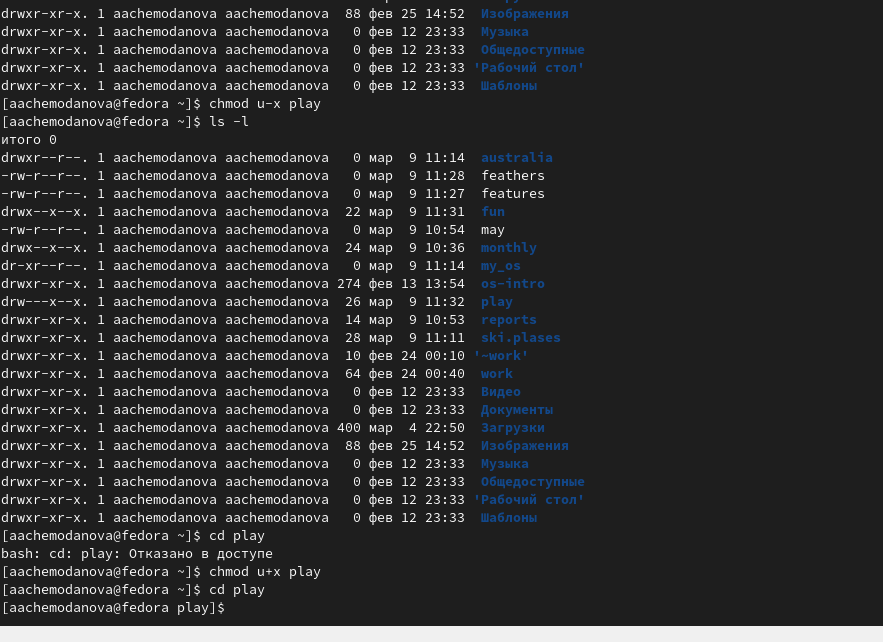 drwxr-xr-x. 1 aachemodanova aachemodanova  88 фев 25 14:52  Изображения
drwxr-xr-x. 1 aachemodanova aachemodanova   0 фев 12 23:33  Музыка
drwxr-xr-x. 1 aachemodanova aachemodanova   0 фев 12 23:33  Общедоступные
drwxr-xr-x. 1 aachemodanova aachemodanova   0 фев 12 23:33 'Рабочий стол'
drwxr-xr-x. 1 aachemodanova aachemodanova   0 фев 12 23:33  Шаблоны
[aachemodanova@fedora ~]$ chmod u-x play
[aachemodanova@fedora ~]$ ls -l
итого 0
drwxr--r--. 1 aachemodanova aachemodanova   0 мар  9 11:14  australia
-rw-r--r--. 1 aachemodanova aachemodanova   0 мар  9 11:28  feathers
-rw-r--r--. 1 aachemodanova aachemodanova   0 мар  9 11:27  features
drwx--x--x. 1 aachemodanova aachemodanova  22 мар  9 11:31  fun
-rw-r--r--. 1 aachemodanova aachemodanova   0 мар  9 10:54  may
drwx--x--x. 1 aachemodanova aachemodanova  24 мар  9 10:36  monthly
dr-xr--r--. 1 aachemodanova aachemodanova   0 мар  9 11:14  my_os
drwxr-xr-x. 1 aachemodanova aachemodanova 274 фев 13 13:54  os-intro
drw---x--x. 1 aachemodanova aachemodanova  26 мар  9 11:32  play
drwxr-xr-x. 1 aachemodanova aachemodanova  14 мар  9 10:53  reports
drwxr-xr-x. 1 aachemodanova aachemodanova  28 мар  9 11:11  ski.plases
drwxr-xr-x. 1 aachemodanova aachemodanova  10 фев 24 00:10 '~work'
drwxr-xr-x. 1 aachemodanova aachemodanova  64 фев 24 00:40  work
drwxr-xr-x. 1 aachemodanova aachemodanova   0 фев 12 23:33  Видео
drwxr-xr-x. 1 aachemodanova aachemodanova   0 фев 12 23:33  Документы
drwxr-xr-x. 1 aachemodanova aachemodanova 400 мар  4 22:50  Загрузки
drwxr-xr-x. 1 aachemodanova aachemodanova  88 фев 25 14:52  Изображения
drwxr-xr-x. 1 aachemodanova aachemodanova   0 фев 12 23:33  Музыка
drwxr-xr-x. 1 aachemodanova aachemodanova   0 фев 12 23:33  Общедоступные
drwxr-xr-x. 1 aachemodanova aachemodanova   0 фев 12 23:33 'Рабочий стол'
drwxr-xr-x. 1 aachemodanova aachemodanova   0 фев 12 23:33  Шаблоны
[aachemodanova@fedora ~]$ cd play
bash: cd: play: Отказано в доступе
[aachemodanova@fedora ~]$ chmod u+x play
[aachemodanova@fedora ~]$ cd play
[aachemodanova@fedora play]$